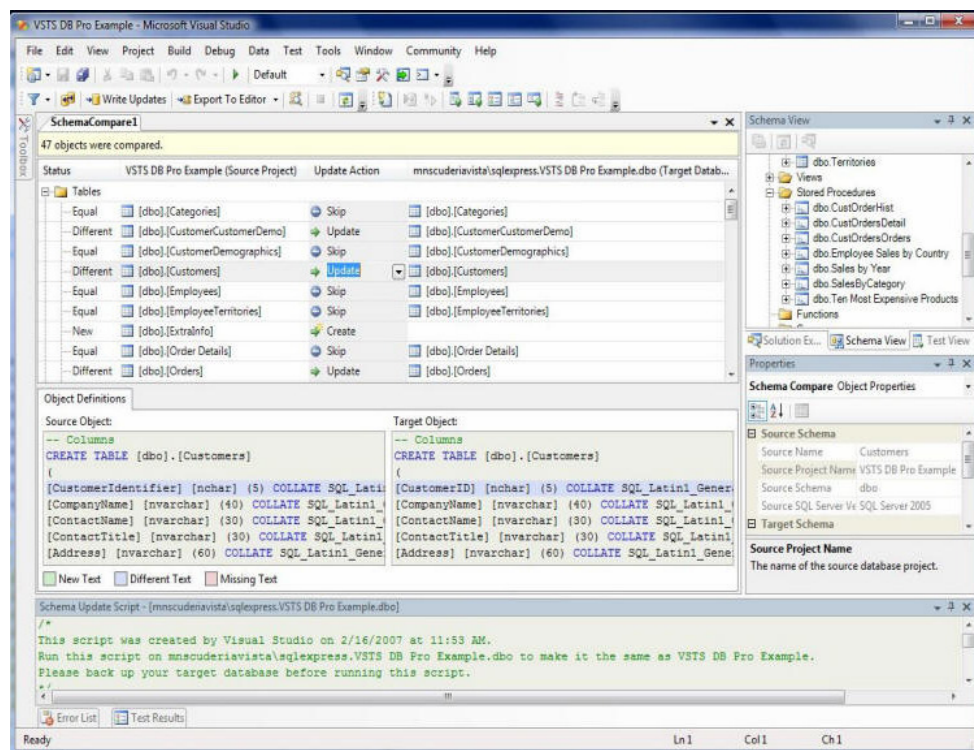 VSTS DB Pro Example - Microsoft Visual Studio
File Edit View Project Build Debug Data Test Tools Window Community Help
Default
Write Updates Export To Editor
Toolbox
SchemaCompare1
47 objects were compared.
Status VSTS DB Pro Example (Source Project) Update Action mnscuderiavista\sqlexpress.VSTS DB Pro Example.dbo (Target Datab...
Tables
Equal [dbo].[Categories] Skip [dbo].[Categories]
Different [dbo].[CustomerCustomerDemo] Update [dbo].[CustomerCustomerDemo]
Equal [dbo].[CustomerDemographics] Skip [dbo].[CustomerDemographics]
Different [dbo].[Customers] Update [dbo].[Customers]
Equal [dbo].[Employees] Skip [dbo].[Employees]
Equal [dbo].[EmployeeTerritories] Skip [dbo].[EmployeeTerritories]
New [dbo].[ExtraInfo] Create
Equal [dbo].[Order Details] Skip [dbo].[Order Details]
Different [dbo].[Orders] Update [dbo].[Orders]
Object Definitions
Source Object:
-- Columns
CREATE TABLE [dbo].[Customers]
(
[CustomerIdentifier] [nchar] (5) COLLATE SQL_Lati
[CompanyName] [nvarchar] (40) COLLATE SQL_Latin1_
[ContactName] [nvarchar] (30) COLLATE SQL_Latin1_
[ContactTitle] [nvarchar] (30) COLLATE SQL_Latin1
[Address] [nvarchar] (60) COLLATE SQL_Latin1_Gene
Target Object:
-- Columns
CREATE TABLE [dbo].[Customers]
(
[CustomerID] [nchar] (5) COLLATE SQL_Latin1_Gener
[CompanyName] [nvarchar] (40) COLLATE SQL_Latin1_
[ContactName] [nvarchar] (30) COLLATE SQL_Latin1_
[ContactTitle] [nvarchar] (30) COLLATE SQL_Latin1
[Address] [nvarchar] (60) COLLATE SQL_Latin1_Gene
New Text Different Text Missing Text
Schema View
dbo.Territories
Views
Stored Procedures
dbo.CustOrderHist
dbo.CustOrdersDetail
dbo.CustOrdersOrders
dbo.Employee Sales by Country
dbo.Sales by Year
dbo.SalesByCategory
dbo.Ten Most Expensive Products
Functions
Solution Ex... Schema View Test View
Properties
Schema Compare Object Properties
Source Schema
Source Name Customers
Source Project Name VSTS DB Pro Example
Source Schema dbo
Source SQL Server Ve SQL Server 2005
Target Schema
Source Project Name
The name of the source database project.
Schema Update Script - [mnscuderiavista\sqlexpress.VSTS DB Pro Example.dbo]
/*
This script was created by Visual Studio on 2/16/2007 at 11:53 AM.
Run this script on mnscuderiavista\sqlexpress.VSTS DB Pro Example.dbo to make it the same as VSTS DB Pro Example.
Please back up your target database before running this script.
*/
Error List Test Results
Ready Ln 1 Col 1 Ch 1